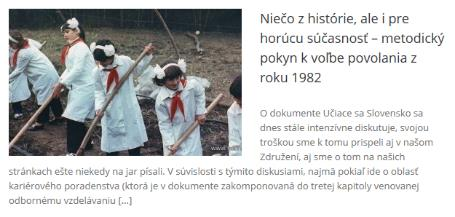 Niečo z histórie, ale i pre
horúcu súčasnosť – metodický
pokyn k voľbe povolania z
roku 1982
O dokumente Učiace sa Slovensko sa
dnes stále intenzívne diskutuje, svojou
troškou sme k tomu prispeli aj v našom
Združení, aj sme o tom na našich
stránkach ešte niekedy na jar písali. V súvislosti s týmito diskusiami, najmä pokiaľ ide o oblasť
kariérového poradenstva (ktorá je v dokumente zakomponovaná do tretej kapitoly venovanej
odbornému vzdelávaniu [...]